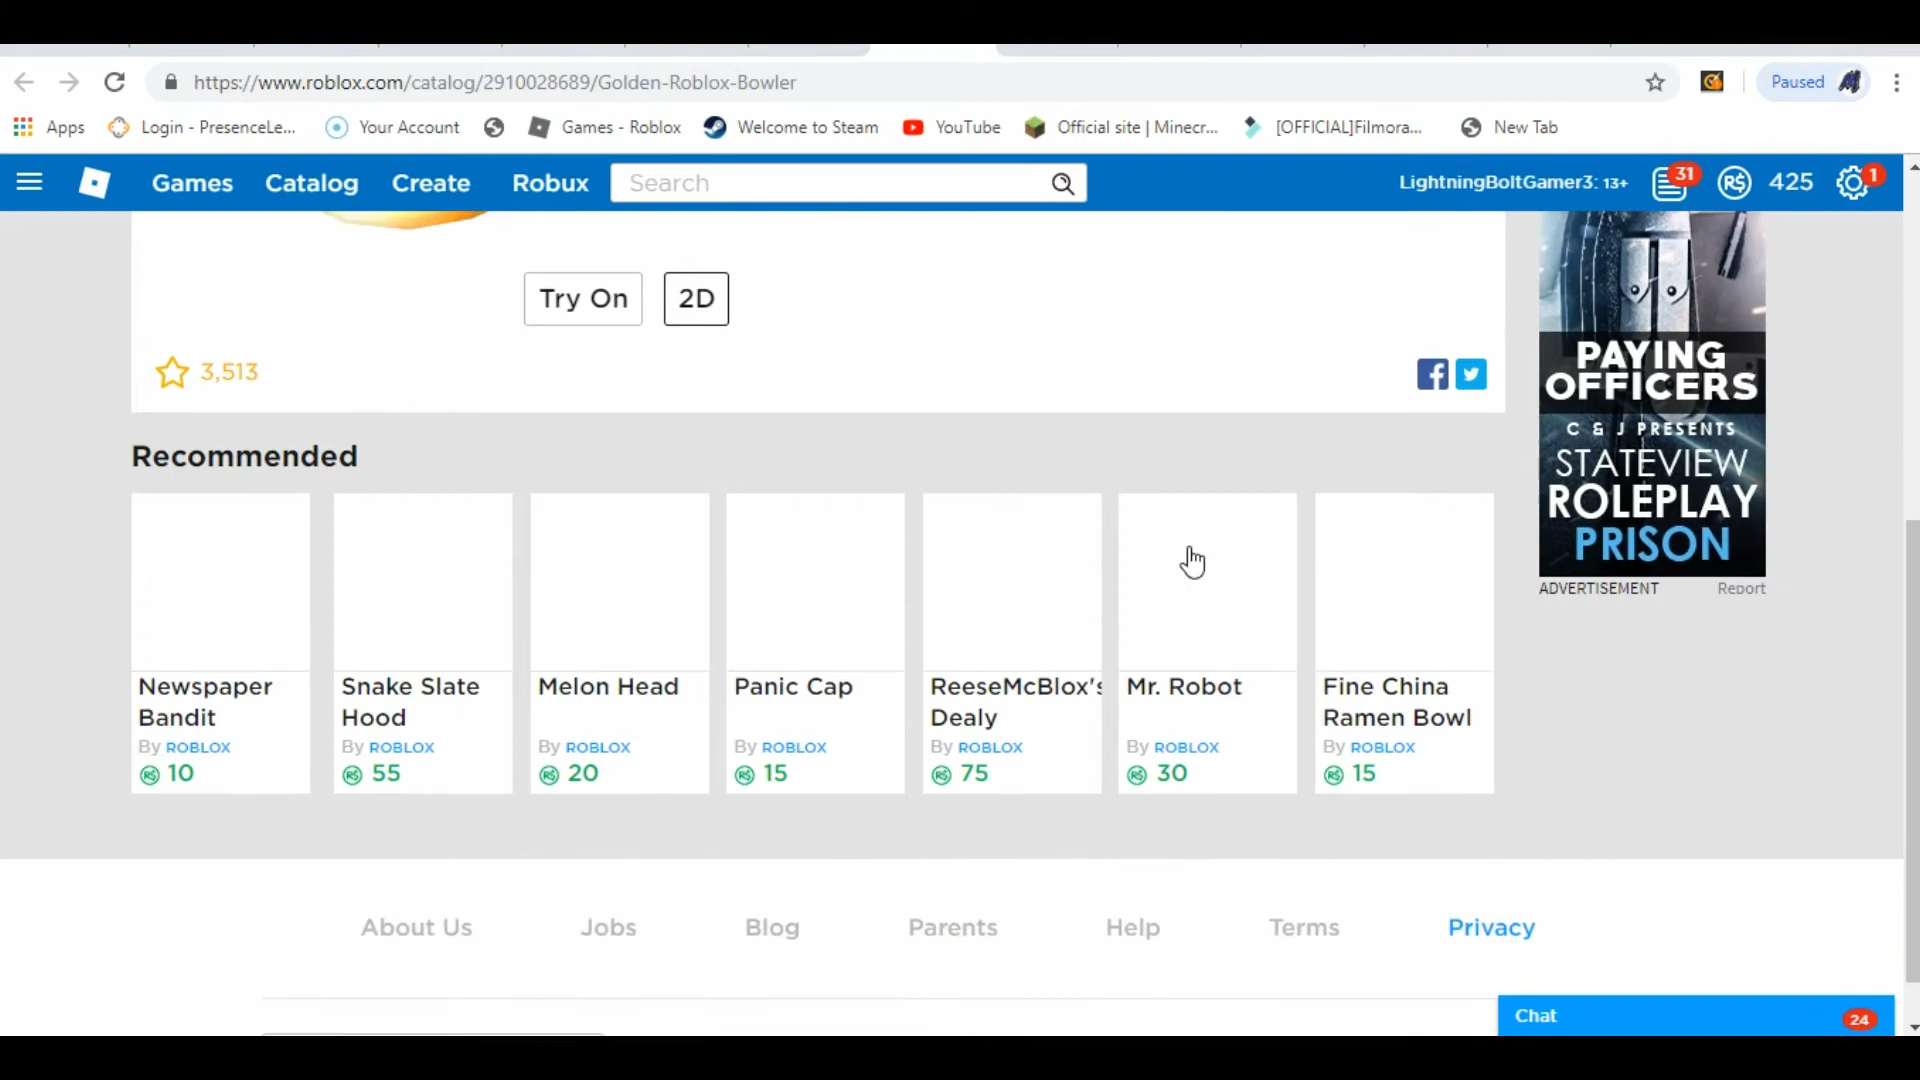 https://www.roblox.com/catalog/2910028689/Golden-Roblox-Bowler
Paused
Apps
Login - PresenceLe...
Your Account
Games - Roblox
Welcome to Steam
YouTube
Official site | Minecr...
[OFFICIAL]Filmora...
New Tab
Games
Catalog
Create
Robux
Search
LightningBoltGamer3: 13+
31
R$
425
1
Try On
2D
3,513
PAYING
OFFICERS
C & J PRESENTS
STATEVIEW
ROLEPLAY
PRISON
ADVERTISEMENT
Report
Recommended
Newspaper
Bandit
By ROBLOX
R$ 10
Snake Slate
Hood
By ROBLOX
R$ 55
Melon Head
By ROBLOX
R$ 20
Panic Cap
By ROBLOX
R$ 15
ReeseMcBlox's
Dealy
By ROBLOX
R$ 75
Mr. Robot
By ROBLOX
R$ 30
Fine China
Ramen Bowl
By ROBLOX
R$ 15
About Us
Jobs
Blog
Parents
Help
Terms
Privacy
Chat
24